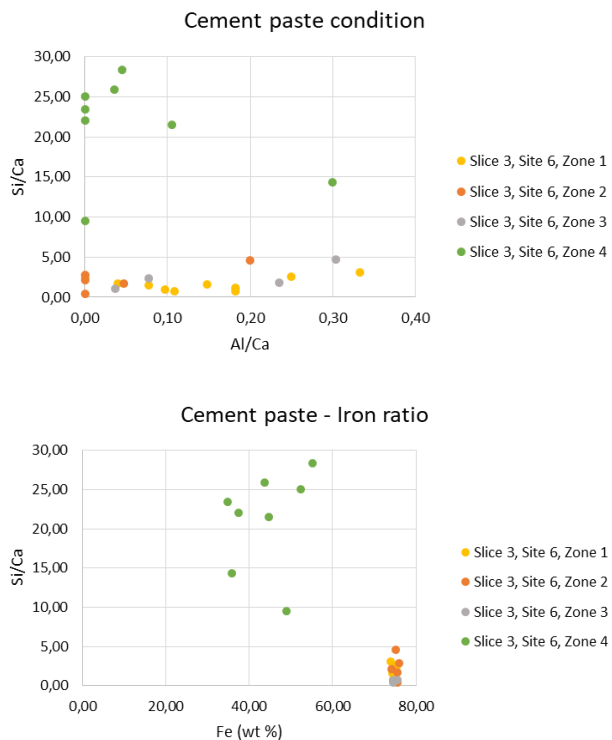 Cement paste condition
30,00
25,00
20,00
15,00
10,00
5,00
0,00
Si/Ca
0,00 0,10 0,20 0,30 0,40
Al/Ca
Slice 3, Site 6, Zone 1
Slice 3, Site 6, Zone 2
Slice 3, Site 6, Zone 3
Slice 3, Site 6, Zone 4
Cement paste - Iron ratio
30,00
25,00
20,00
15,00
10,00
5,00
0,00
Si/Ca
0,00 20,00 40,00 60,00 80,00
Fe (wt %)
Slice 3, Site 6, Zone 1
Slice 3, Site 6, Zone 2
Slice 3, Site 6, Zone 3
Slice 3, Site 6, Zone 4